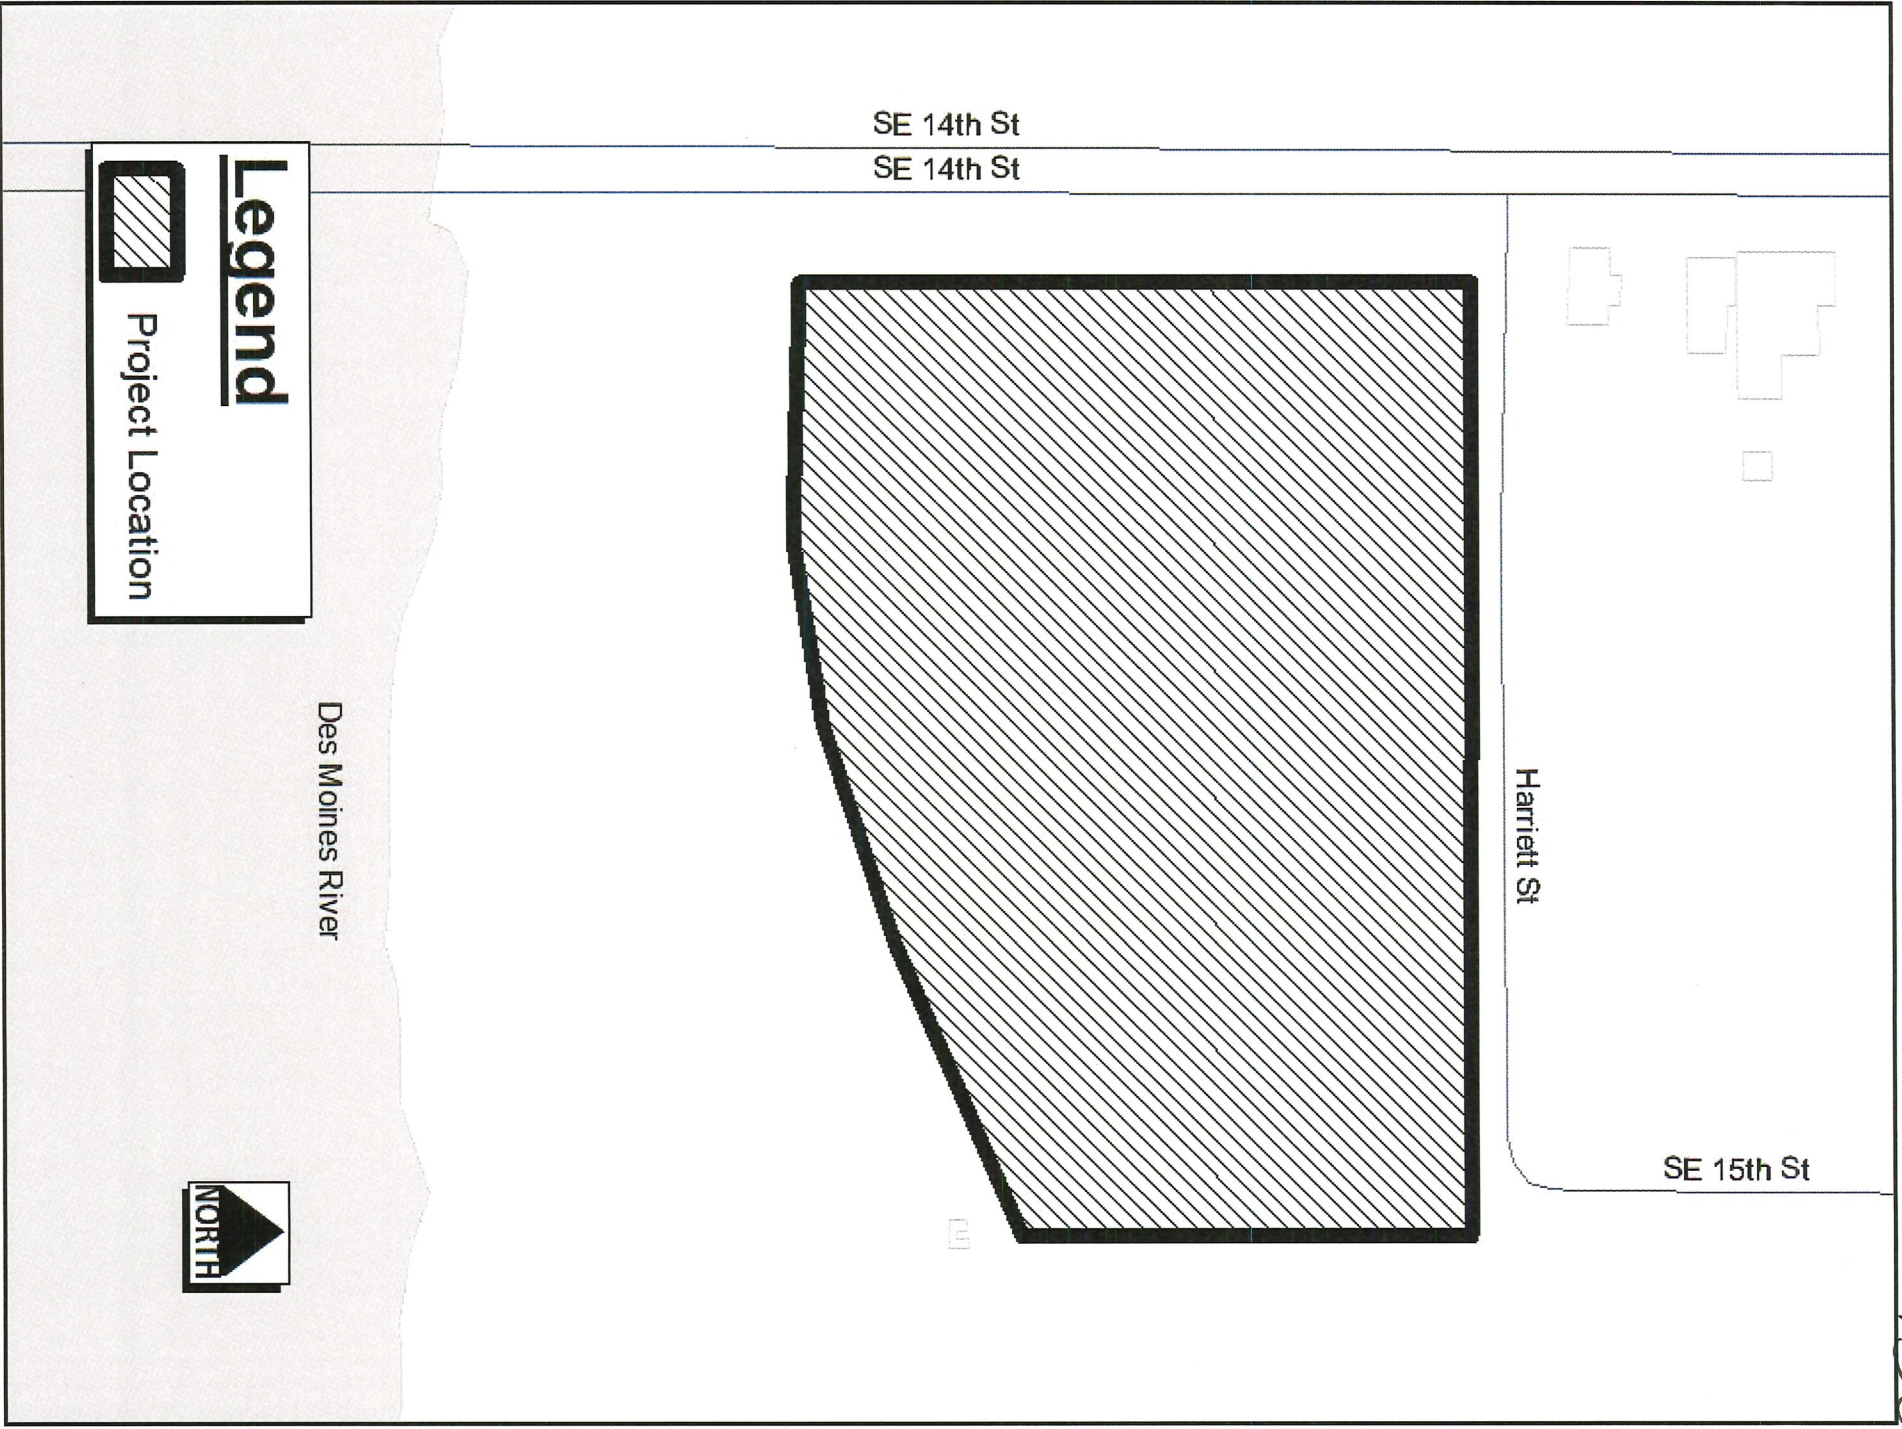 SE 14th St
SE 14th St
Harriett St
SE 15th St
Des Moines River
Legend
Project Location
NORTH